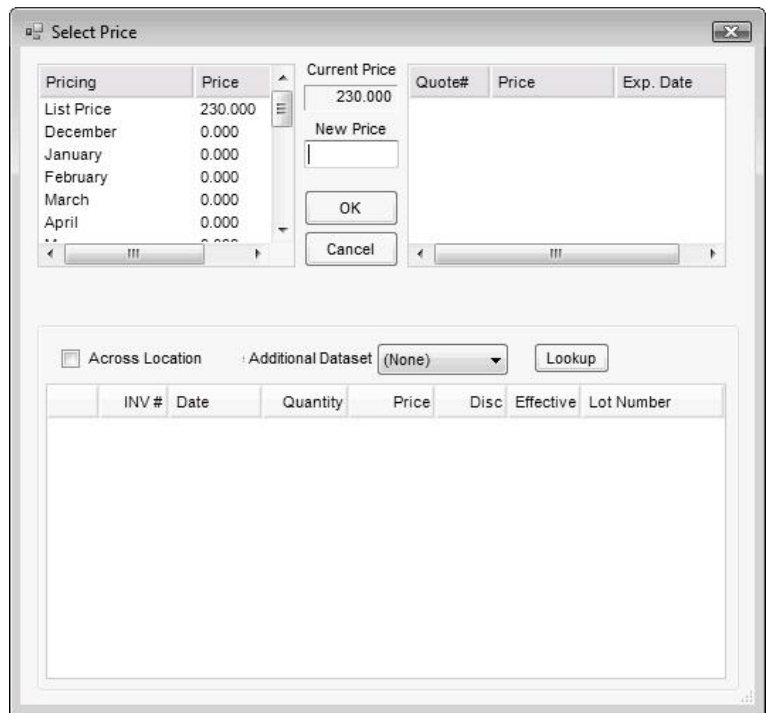 Select Price
Pricing Price
List Price 230.000
December 0.000
January 0.000
February 0.000
March 0.000
April 0.000
Current Price
230.000
New Price
OK
Cancel
Quote# Price Exp. Date
Across Location Additional Dataset (None) Lookup
INV # Date Quantity Price Disc Effective Lot Number